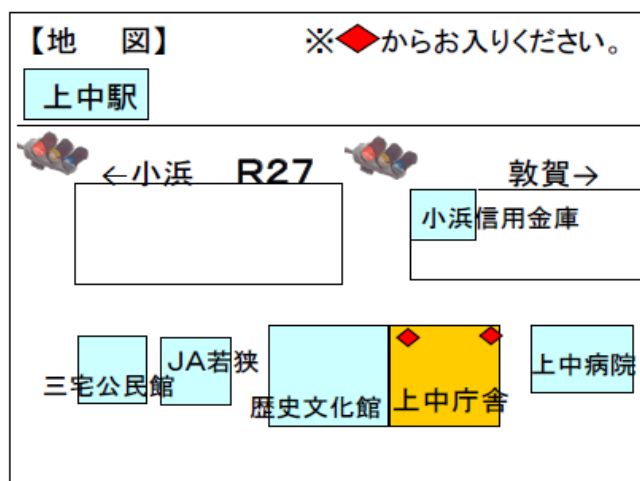 【地　図】
※◆からお入りください。
上中駅
←小浜　R27
敦賀→
小浜信用金庫
三宅公民館
JA若狭
歴史文化館
上中庁舎
上中病院